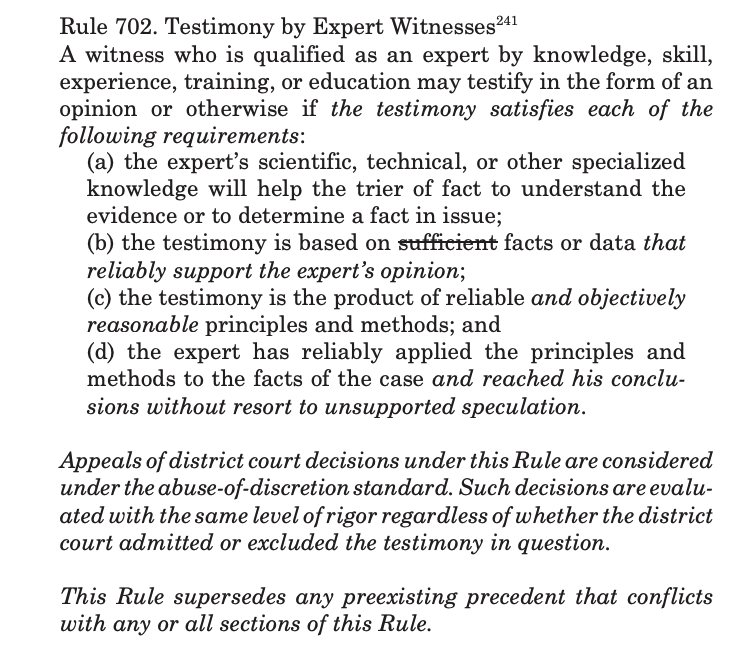 Rule 702. Testimony by Expert Witnesses²⁴¹
A witness who is qualified as an expert by knowledge, skill,
experience, training, or education may testify in the form of an
opinion or otherwise if the testimony satisfies each of the
following requirements:
(a) the expert’s scientific, technical, or other specialized
knowledge will help the trier of fact to understand the
evidence or to determine a fact in issue;
(b) the testimony is based on sufficient facts or data that
reliably support the expert’s opinion;
(c) the testimony is the product of reliable and objectively
reasonable principles and methods; and
(d) the expert has reliably applied the principles and
methods to the facts of the case and reached his conclu-
sions without resort to unsupported speculation.
Appeals of district court decisions under this Rule are considered
under the abuse-of-discretion standard. Such decisions are evalu-
ated with the same level of rigor regardless of whether the district
court admitted or excluded the testimony in question.
This Rule supersedes any preexisting precedent that conflicts
with any or all sections of this Rule.